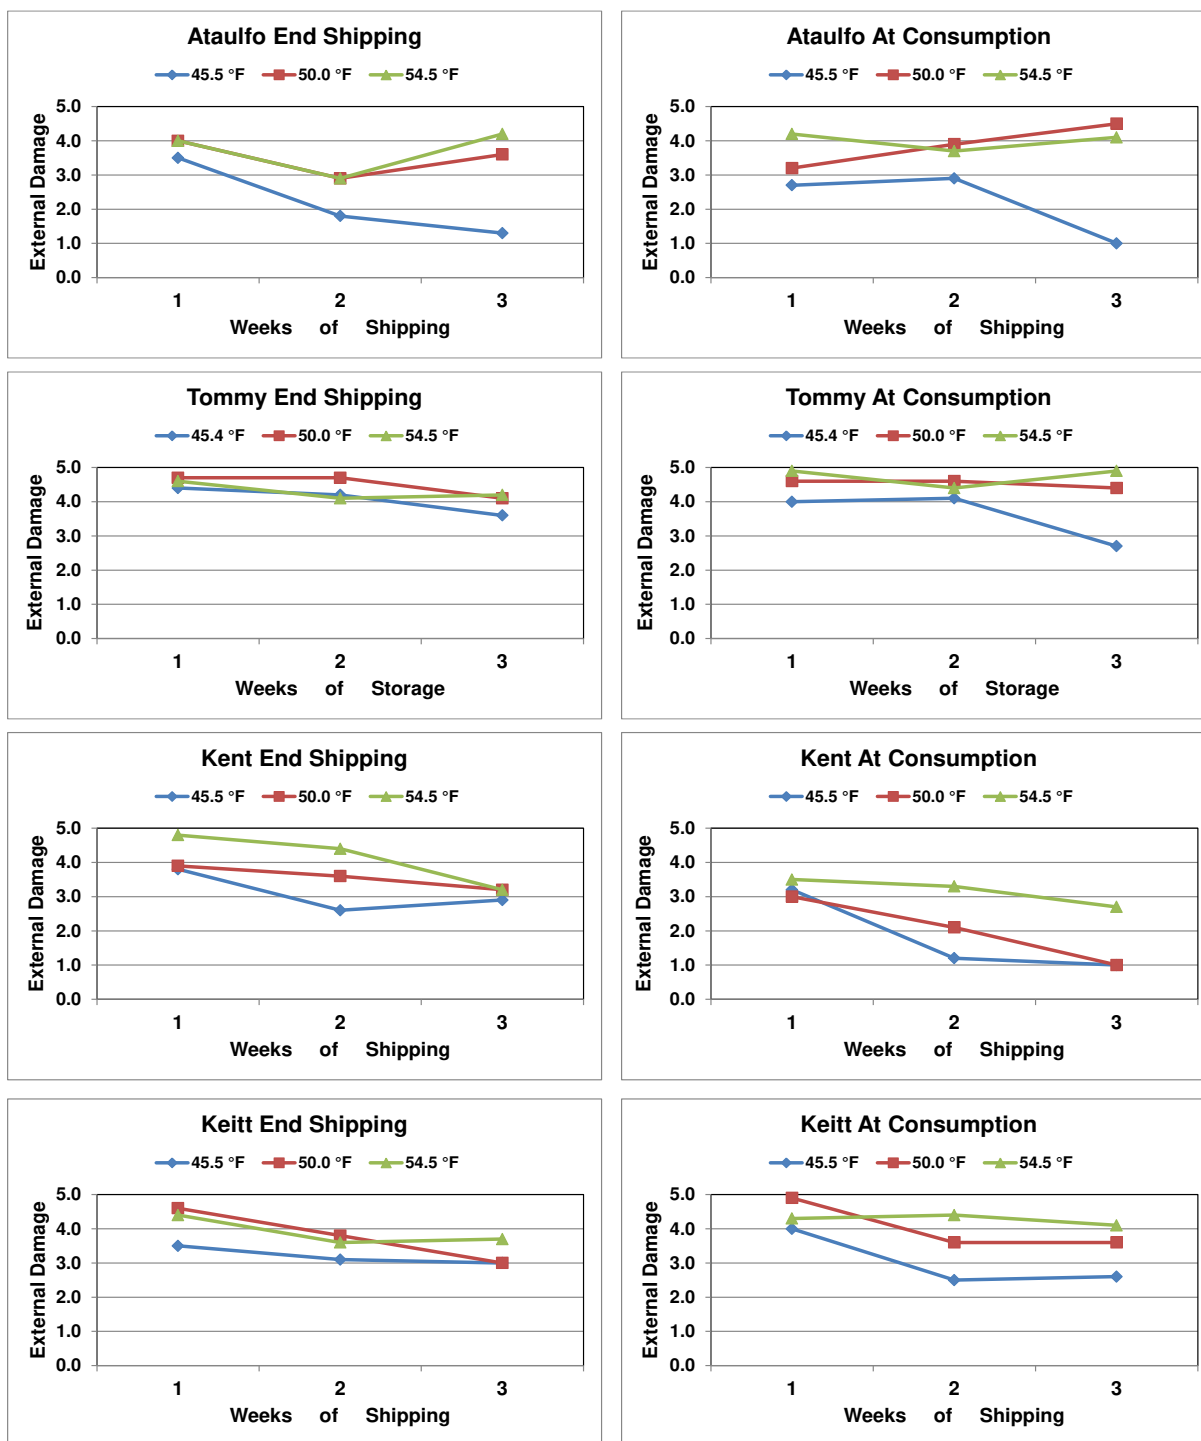 Ataulfo End Shipping
45.5 °F 50.0 °F 54.5 °F
External Damage
5.0
4.0
3.0
2.0
1.0
0.0
1 2 3
Weeks of Shipping
Ataulfo At Consumption
45.5 °F 50.0 °F 54.5 °F
External Damage
5.0
4.0
3.0
2.0
1.0
0.0
1 2 3
Weeks of Shipping
Tommy End Shipping
45.4 °F 50.0 °F 54.5 °F
External Damage
5.0
4.0
3.0
2.0
1.0
0.0
1 2 3
Weeks of Storage
Tommy At Consumption
45.4 °F 50.0 °F 54.5 °F
External Damage
5.0
4.0
3.0
2.0
1.0
0.0
1 2 3
Weeks of Storage
Kent End Shipping
45.5 °F 50.0 °F 54.5 °F
External Damage
5.0
4.0
3.0
2.0
1.0
0.0
1 2 3
Weeks of Shipping
Kent At Consumption
45.5 °F 50.0 °F 54.5 °F
External Damage
5.0
4.0
3.0
2.0
1.0
0.0
1 2 3
Weeks of Shipping
Keitt End Shipping
45.5 °F 50.0 °F 54.5 °F
External Damage
5.0
4.0
3.0
2.0
1.0
0.0
1 2 3
Weeks of Shipping
Keitt At Consumption
45.5 °F 50.0 °F 54.5 °F
External Damage
5.0
4.0
3.0
2.0
1.0
0.0
1 2 3
Weeks of Shipping